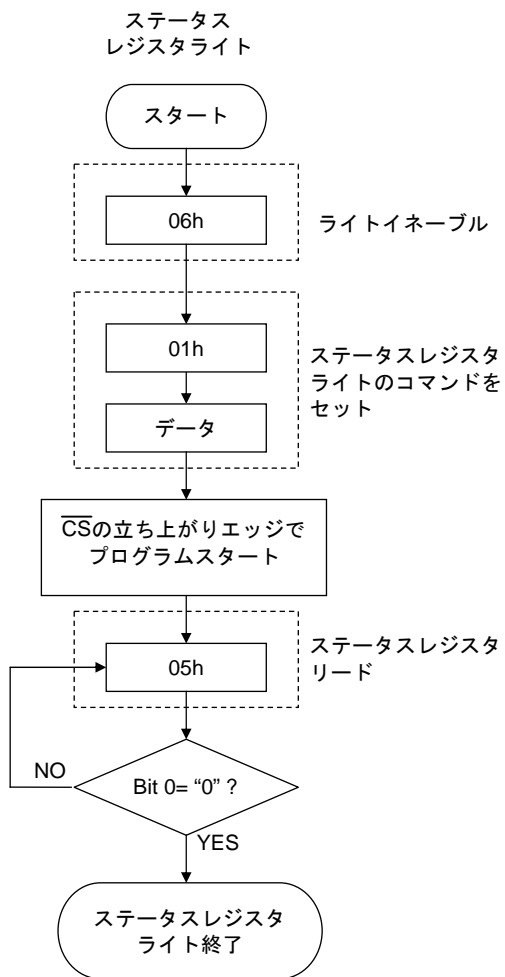 ステータス
レジスタライト
スタート
06h
ライトイネーブル
01h
ステータスレジスタ
ライトのコマンドを
セット
データ
C̅S̅の立ち上がりエッジで
プログラムスタート
ステータスレジスタ
リード
05h
NO
Bit 0= “0” ?
YES
ステータスレジスタ
ライト終了